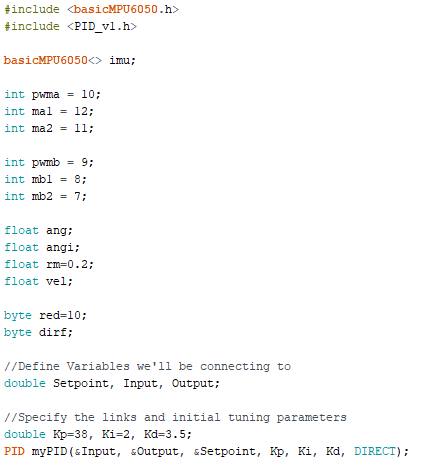 #include <basicMPU6050.h>
#include <PID_v1.h>
basicMPU6050<> imu;
int pwma = 10;
int ma1 = 12;
int ma2 = 11;
int pwmb = 9;
int mb1 = 8;
int mb2 = 7;
float ang;
float angi;
float rm=0.2;
float vel;
byte red=10;
byte dirf;
//Define Variables we'll be connecting to
double Setpoint, Input, Output;
//Specify the links and initial tuning parameters
double Kp=38, Ki=2, Kd=3.5;
PID myPID(&Input, &Output, &Setpoint, Kp, Ki, Kd, DIRECT);